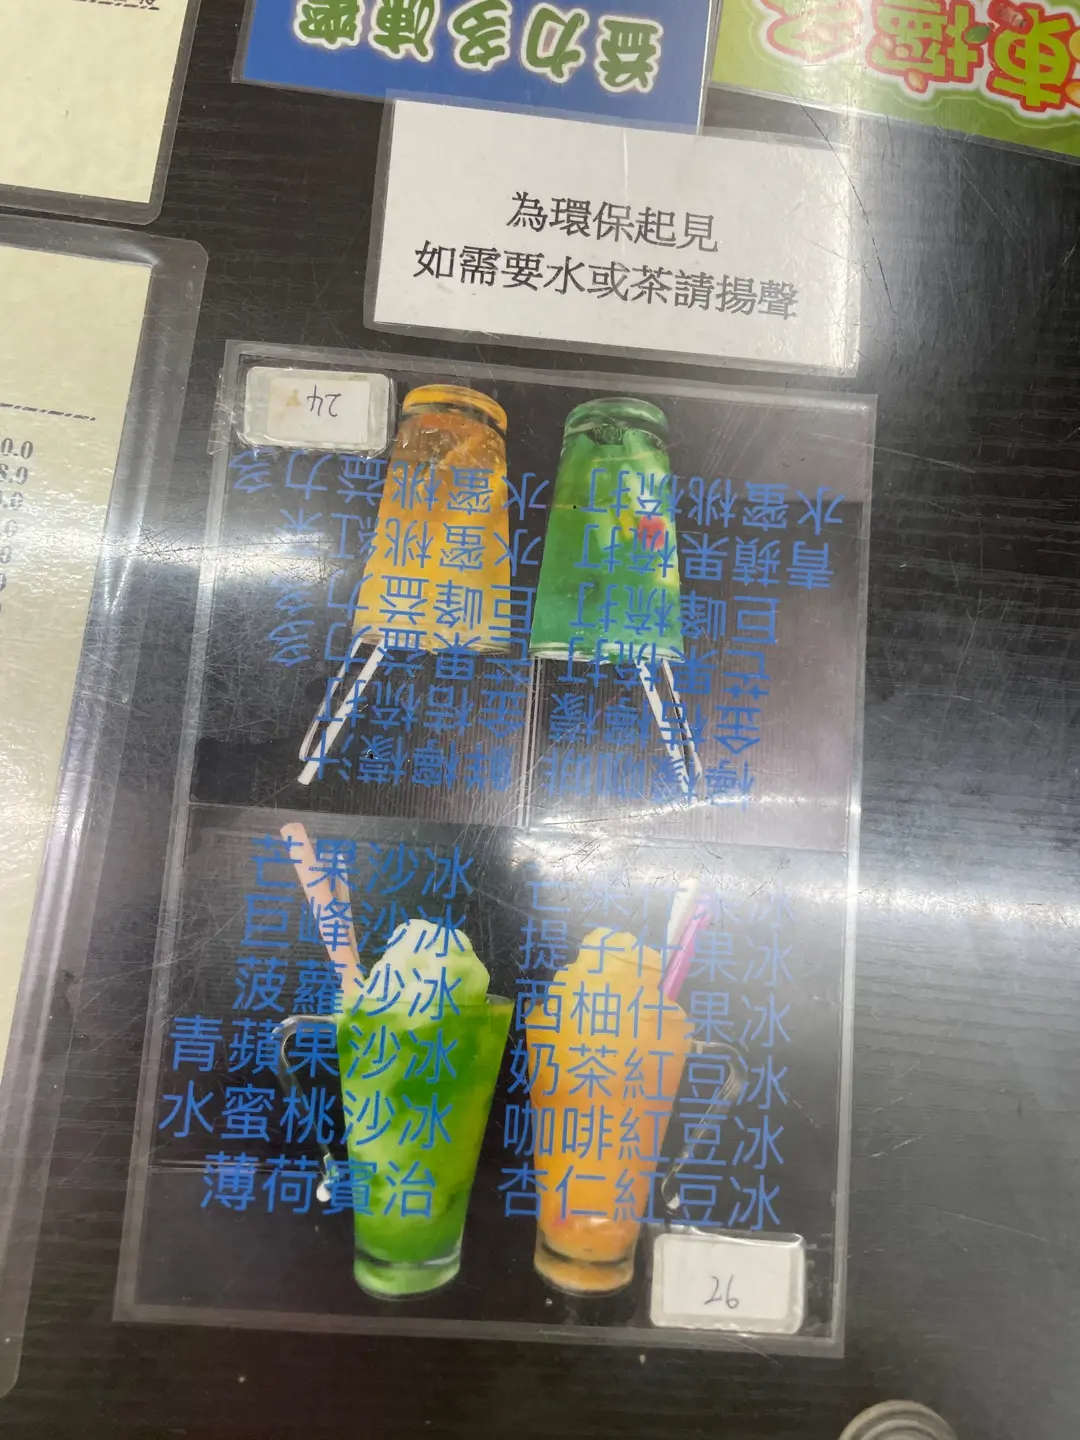 益力多
為環保起見
如需要水或茶請揚聲
檸檬咖啡 鮮檸檬汁
金桔檸檬 金桔梳打
芒果梳打 芒果益力多
巨峰梳打 巨峰益力多
青蘋果梳打 水蜜桃紅茶
水蜜桃梳打 水蜜桃益力多
24
芒果沙冰 芒果什果冰
巨峰沙冰 提子什果冰
菠蘿沙冰 西柚什果冰
青蘋果沙冰 奶茶紅豆冰
水蜜桃沙冰 咖啡紅豆冰
薄荷賓治 杏仁紅豆冰
26